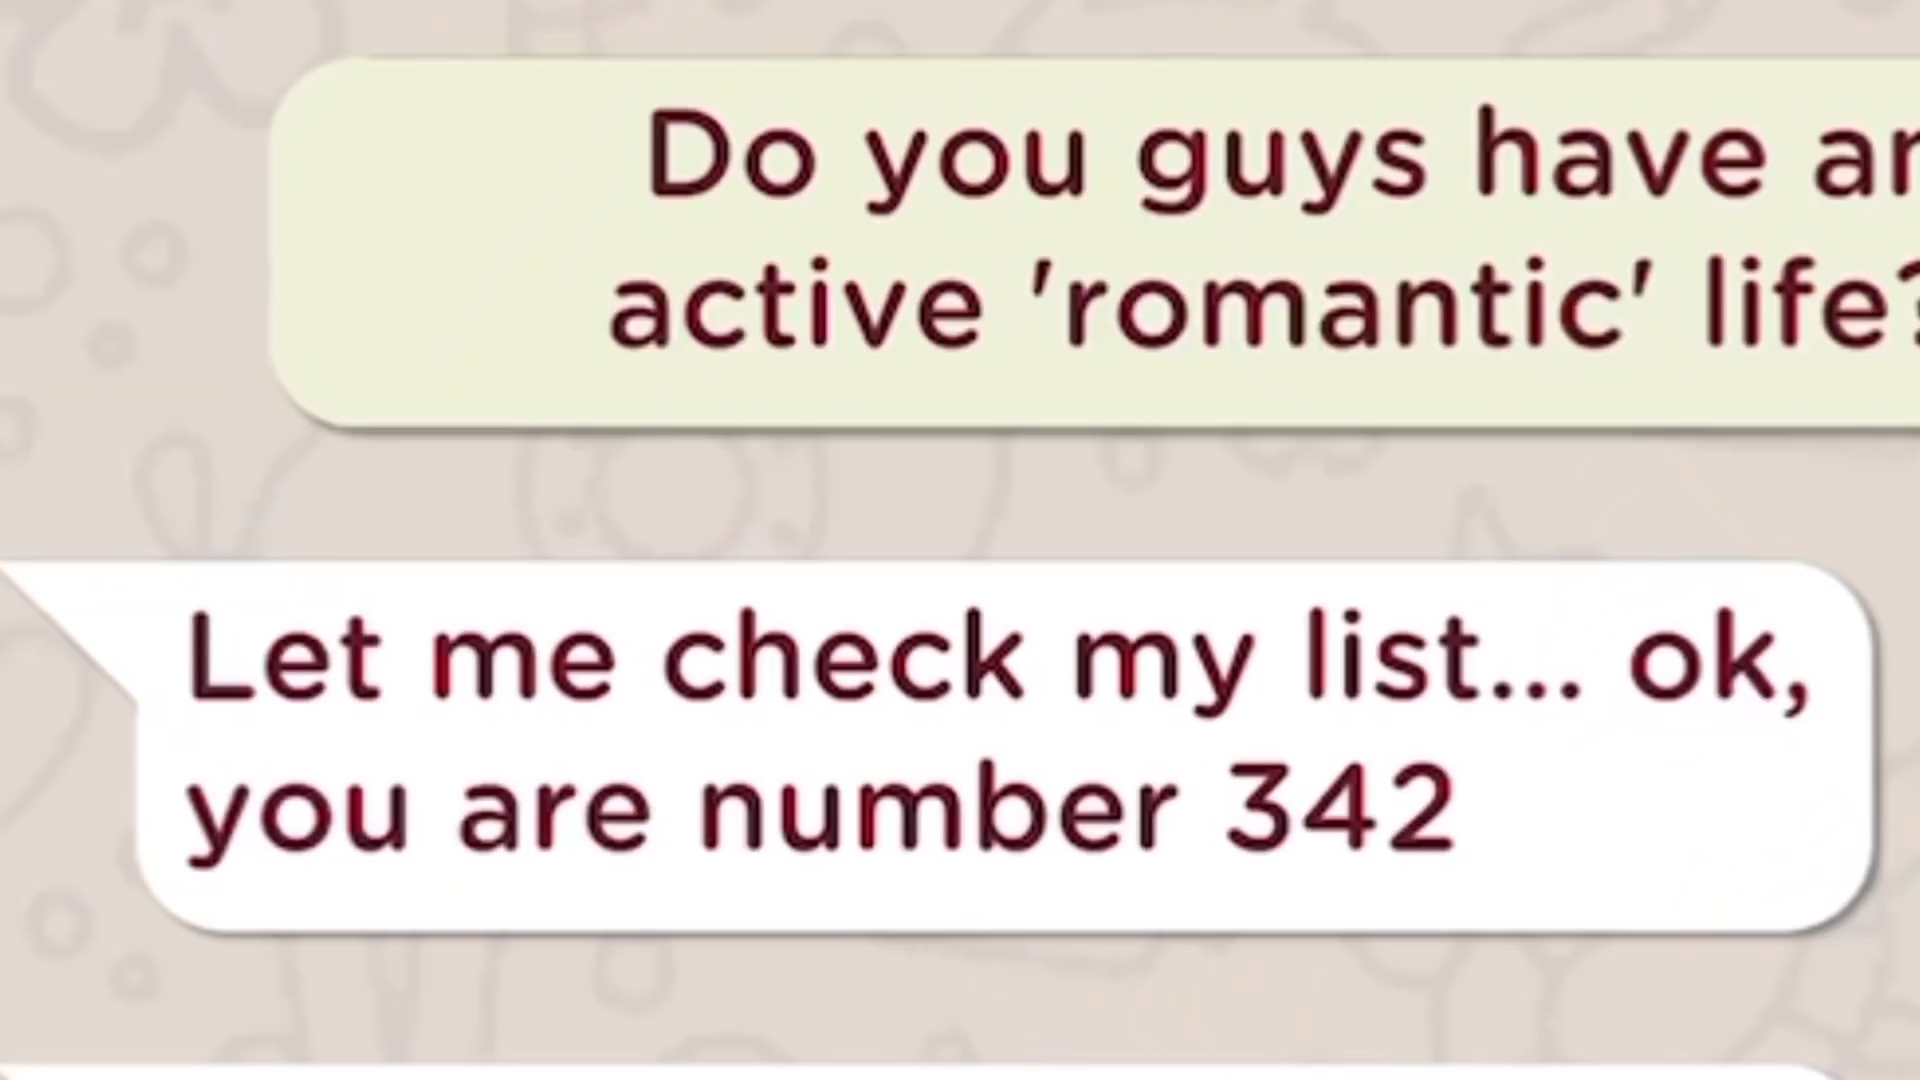 Do you guys have
active 'romantic' life?
Let me check my list... ok,
you are number 342